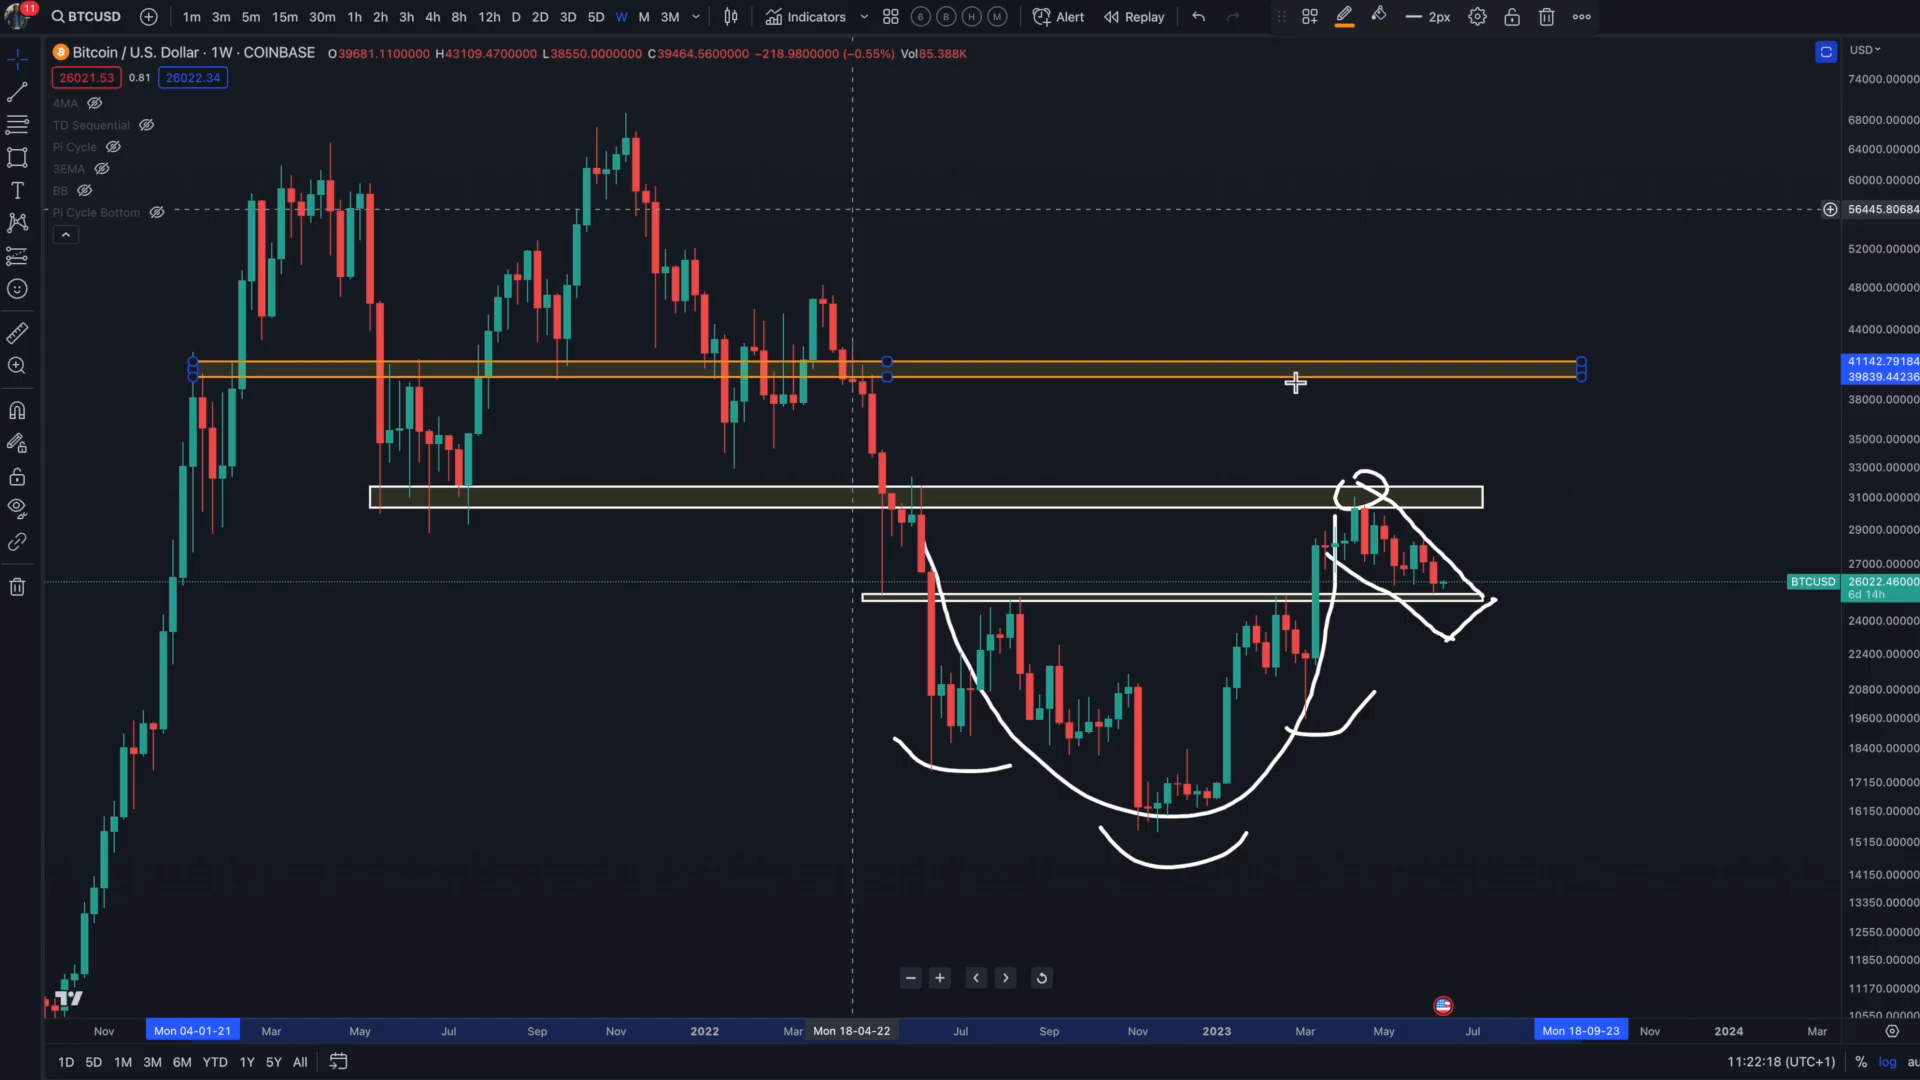 11 BTCUSD 1m 3m 5m 15m 30m 1h 2h 3h 4h 8h 12h D 2D 3D 5D W M 3M Indicators 6 B H M Alert Replay 2px
Bitcoin / U.S. Dollar · 1W · COINBASE O39681.1100000 H43109.4700000 L38550.0000000 C39464.5600000 −218.9800000 (−0.55%) Vol85.388K USD
26021.53 0.81 26022.34
74000.00000
4MA
68000.00000
TD Sequential
Pi Cycle
64000.00000
3EMA
60000.00000
BB
Pi Cycle Bottom
56445.80684
52000.00000
48000.00000
44000.00000
41142.79184
39839.44236
38000.00000
35000.00000
33000.00000
31000.00000
29000.00000
27000.00000
BTCUSD 26022.46000
6d 14h
24000.00000
22400.00000
20800.00000
19600.00000
18400.00000
17150.00000
16150.00000
15150.00000
14150.00000
13350.00000
12550.00000
11850.00000
11170.00000
10550.00000
Nov Mon 04-01-21 Mar May Jul Sep Nov 2022 Mar Mon 18-04-22 Jul Sep Nov 2023 Mar May Jul Mon 18-09-23 Nov 2024 Mar
1D 5D 1M 3M 6M YTD 1Y 5Y All 11:22:18 (UTC+1) % log au